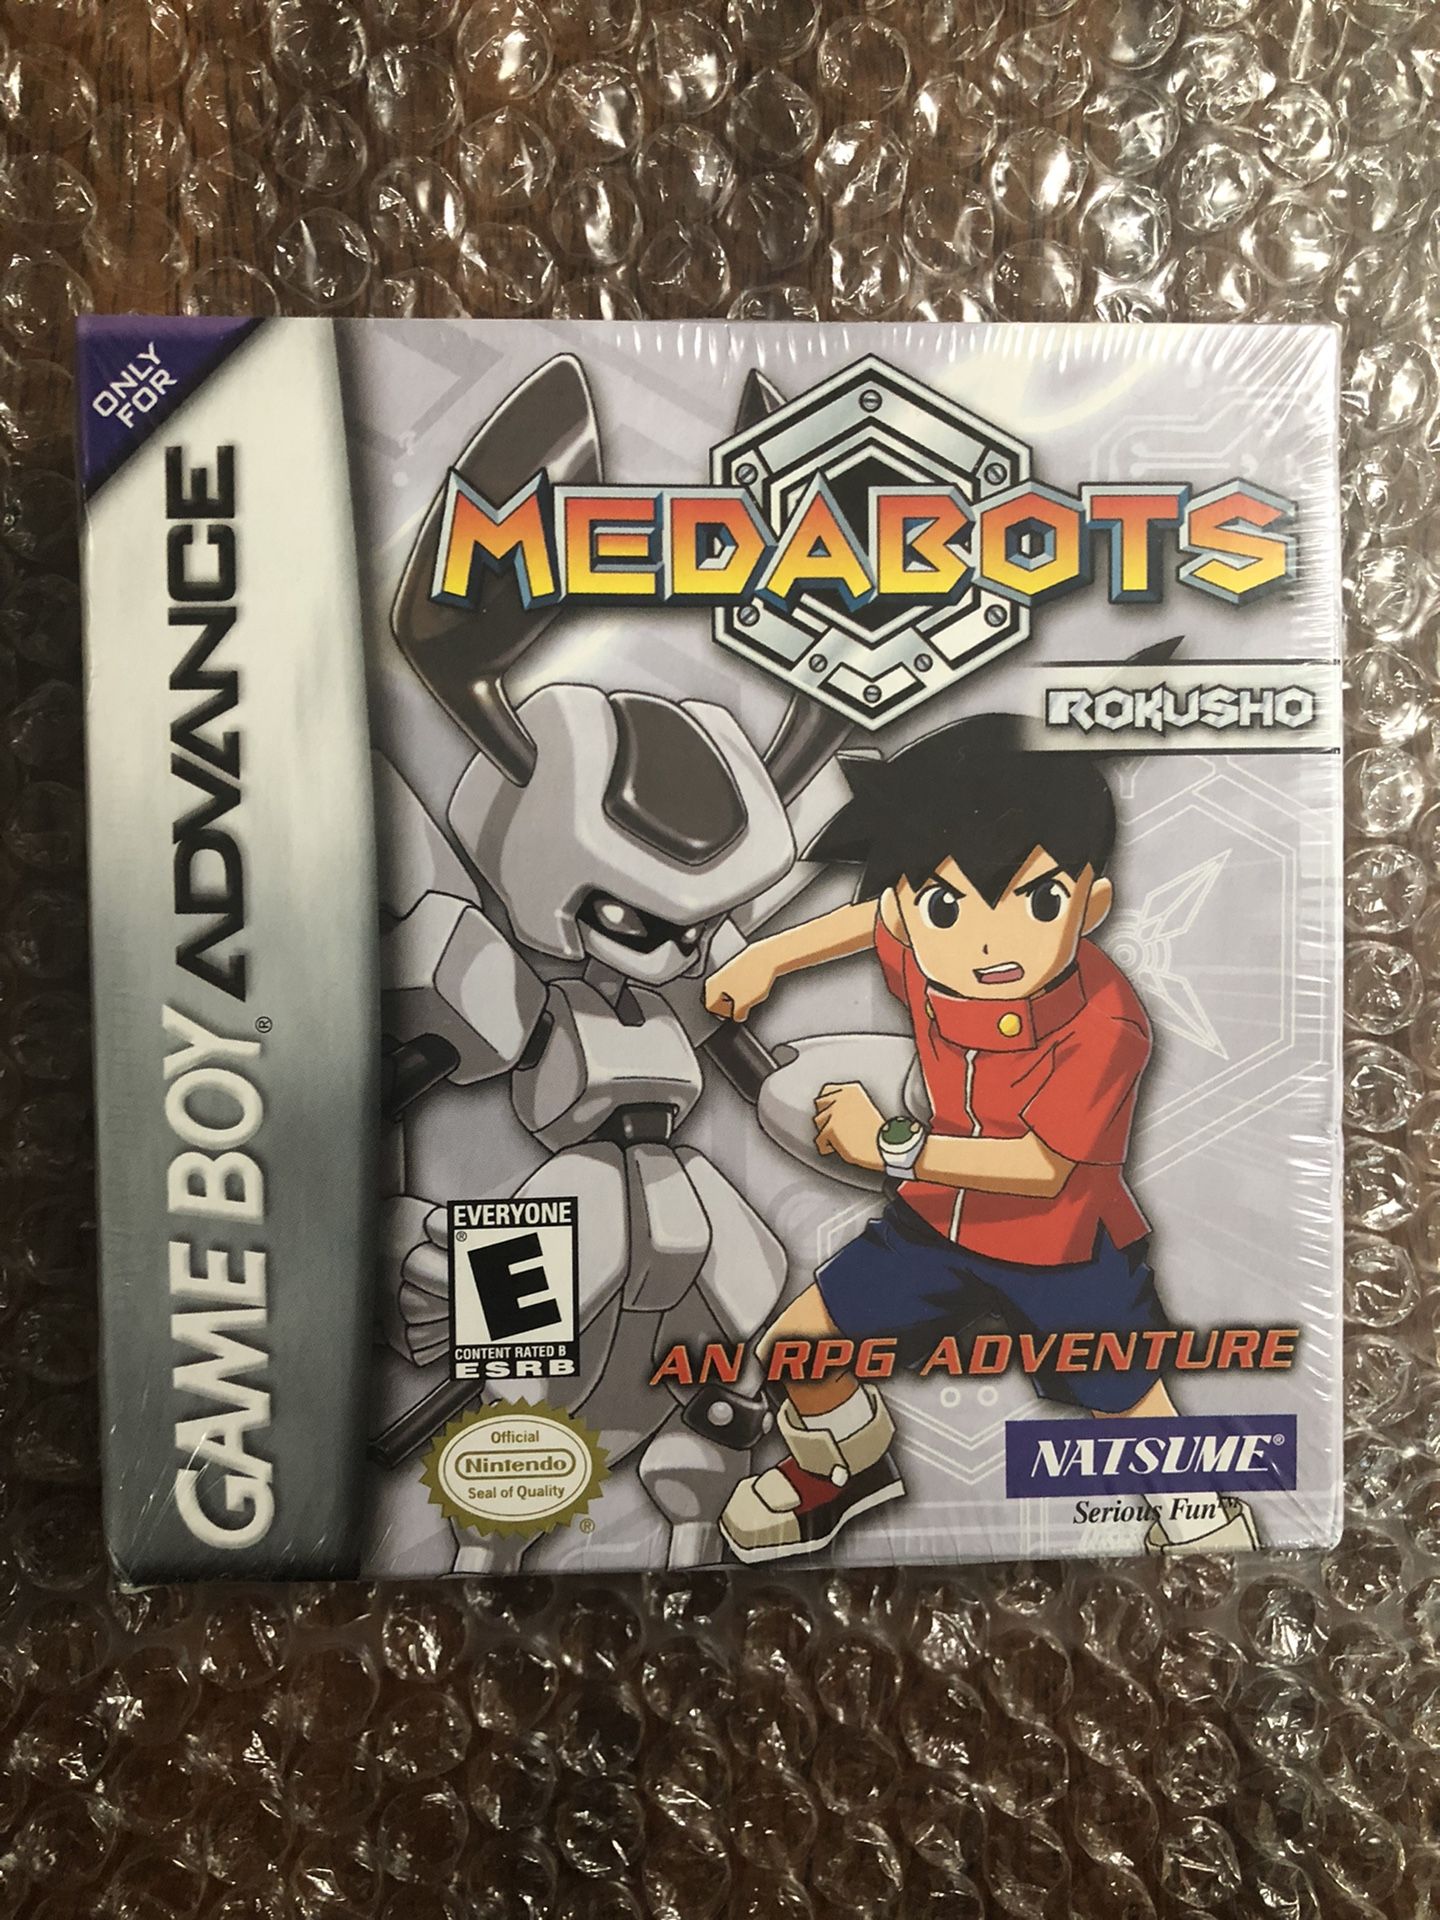 ONLY
FOR
GAME BOY ADVANCE
®
MEDABOTS
ROKUSHO
EVERYONE
E
®
CONTENT RATED B
ESRB
AN RPG ADVENTURE
Official
Nintendo
Seal of Quality
®
NATSUME®
Serious Fun™